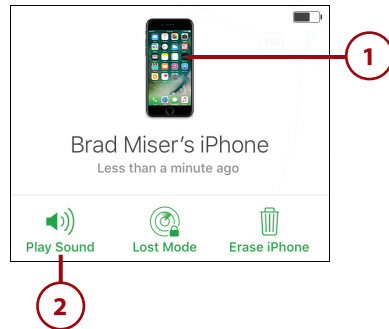 1
Brad Miser's iPhone
Less than a minute ago
Play Sound
Lost Mode
Erase iPhone
2